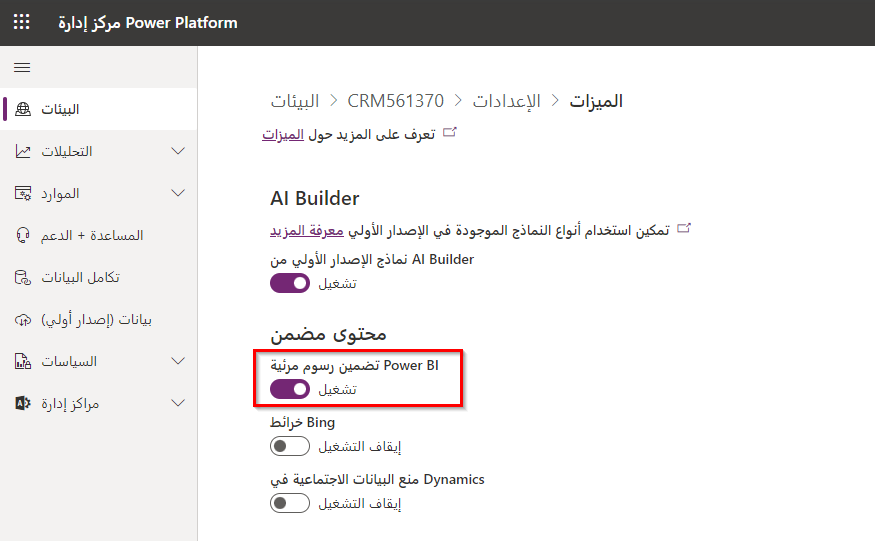 مركز إدارة Power Platform
البيئات
التحليلات
الموارد
المساعدة + الدعم
تكامل البيانات
بيانات (إصدار أولي)
السياسات
مراكز إدارة
البيئات > CRM561370 > الإعدادات > الميزات
تعرف على المزيد حول الميزات
AI Builder
تمكين استخدام أنواع النماذج الموجودة في الإصدار الأولي معرفة المزيد
نماذج الإصدار الأولي من AI Builder
تشغيل
محتوى مضمن
تضمين رسوم مرئية Power BI
تشغيل
خرائط Bing
إيقاف التشغيل
منع البيانات الاجتماعية في Dynamics
إيقاف التشغيل